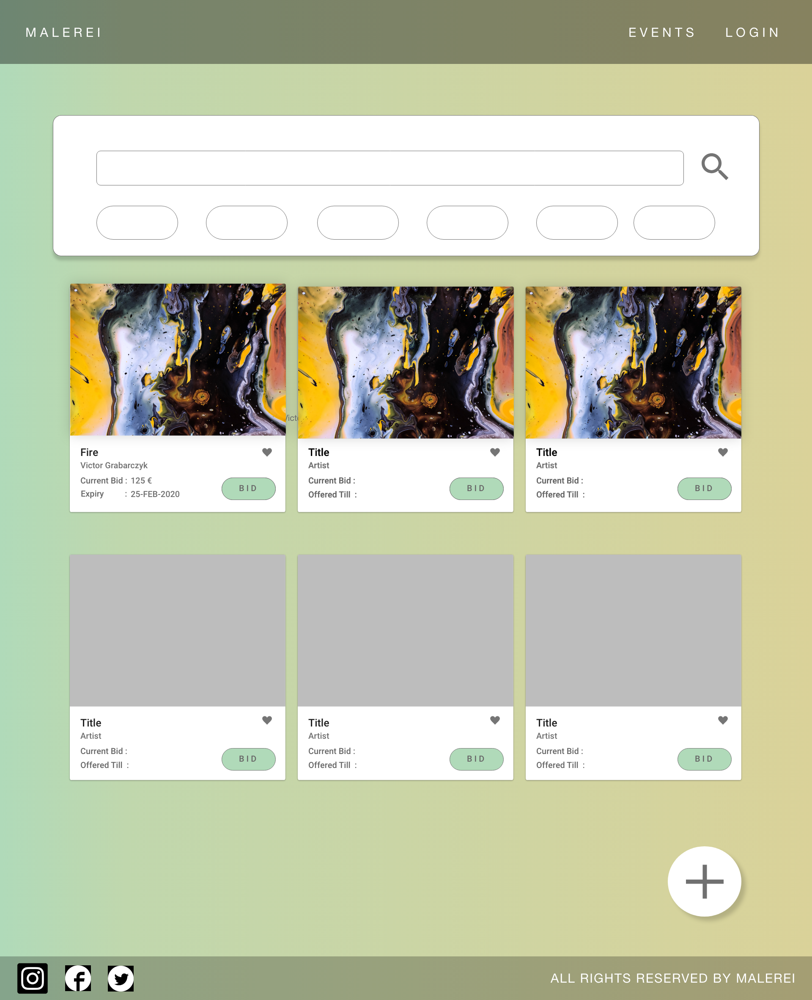 MALEREI
EVENTS LOGIN
Fire
Victor Grabarczyk
Current Bid : 125 €
Expiry : 25-FEB-2020
BID
Title
Artist
Current Bid :
Offered Till :
BID
Title
Artist
Current Bid :
Offered Till :
BID
Title
Artist
Current Bid :
Offered Till :
BID
Title
Artist
Current Bid :
Offered Till :
BID
Title
Artist
Current Bid :
Offered Till :
BID
ALL RIGHTS RESERVED BY MALEREI